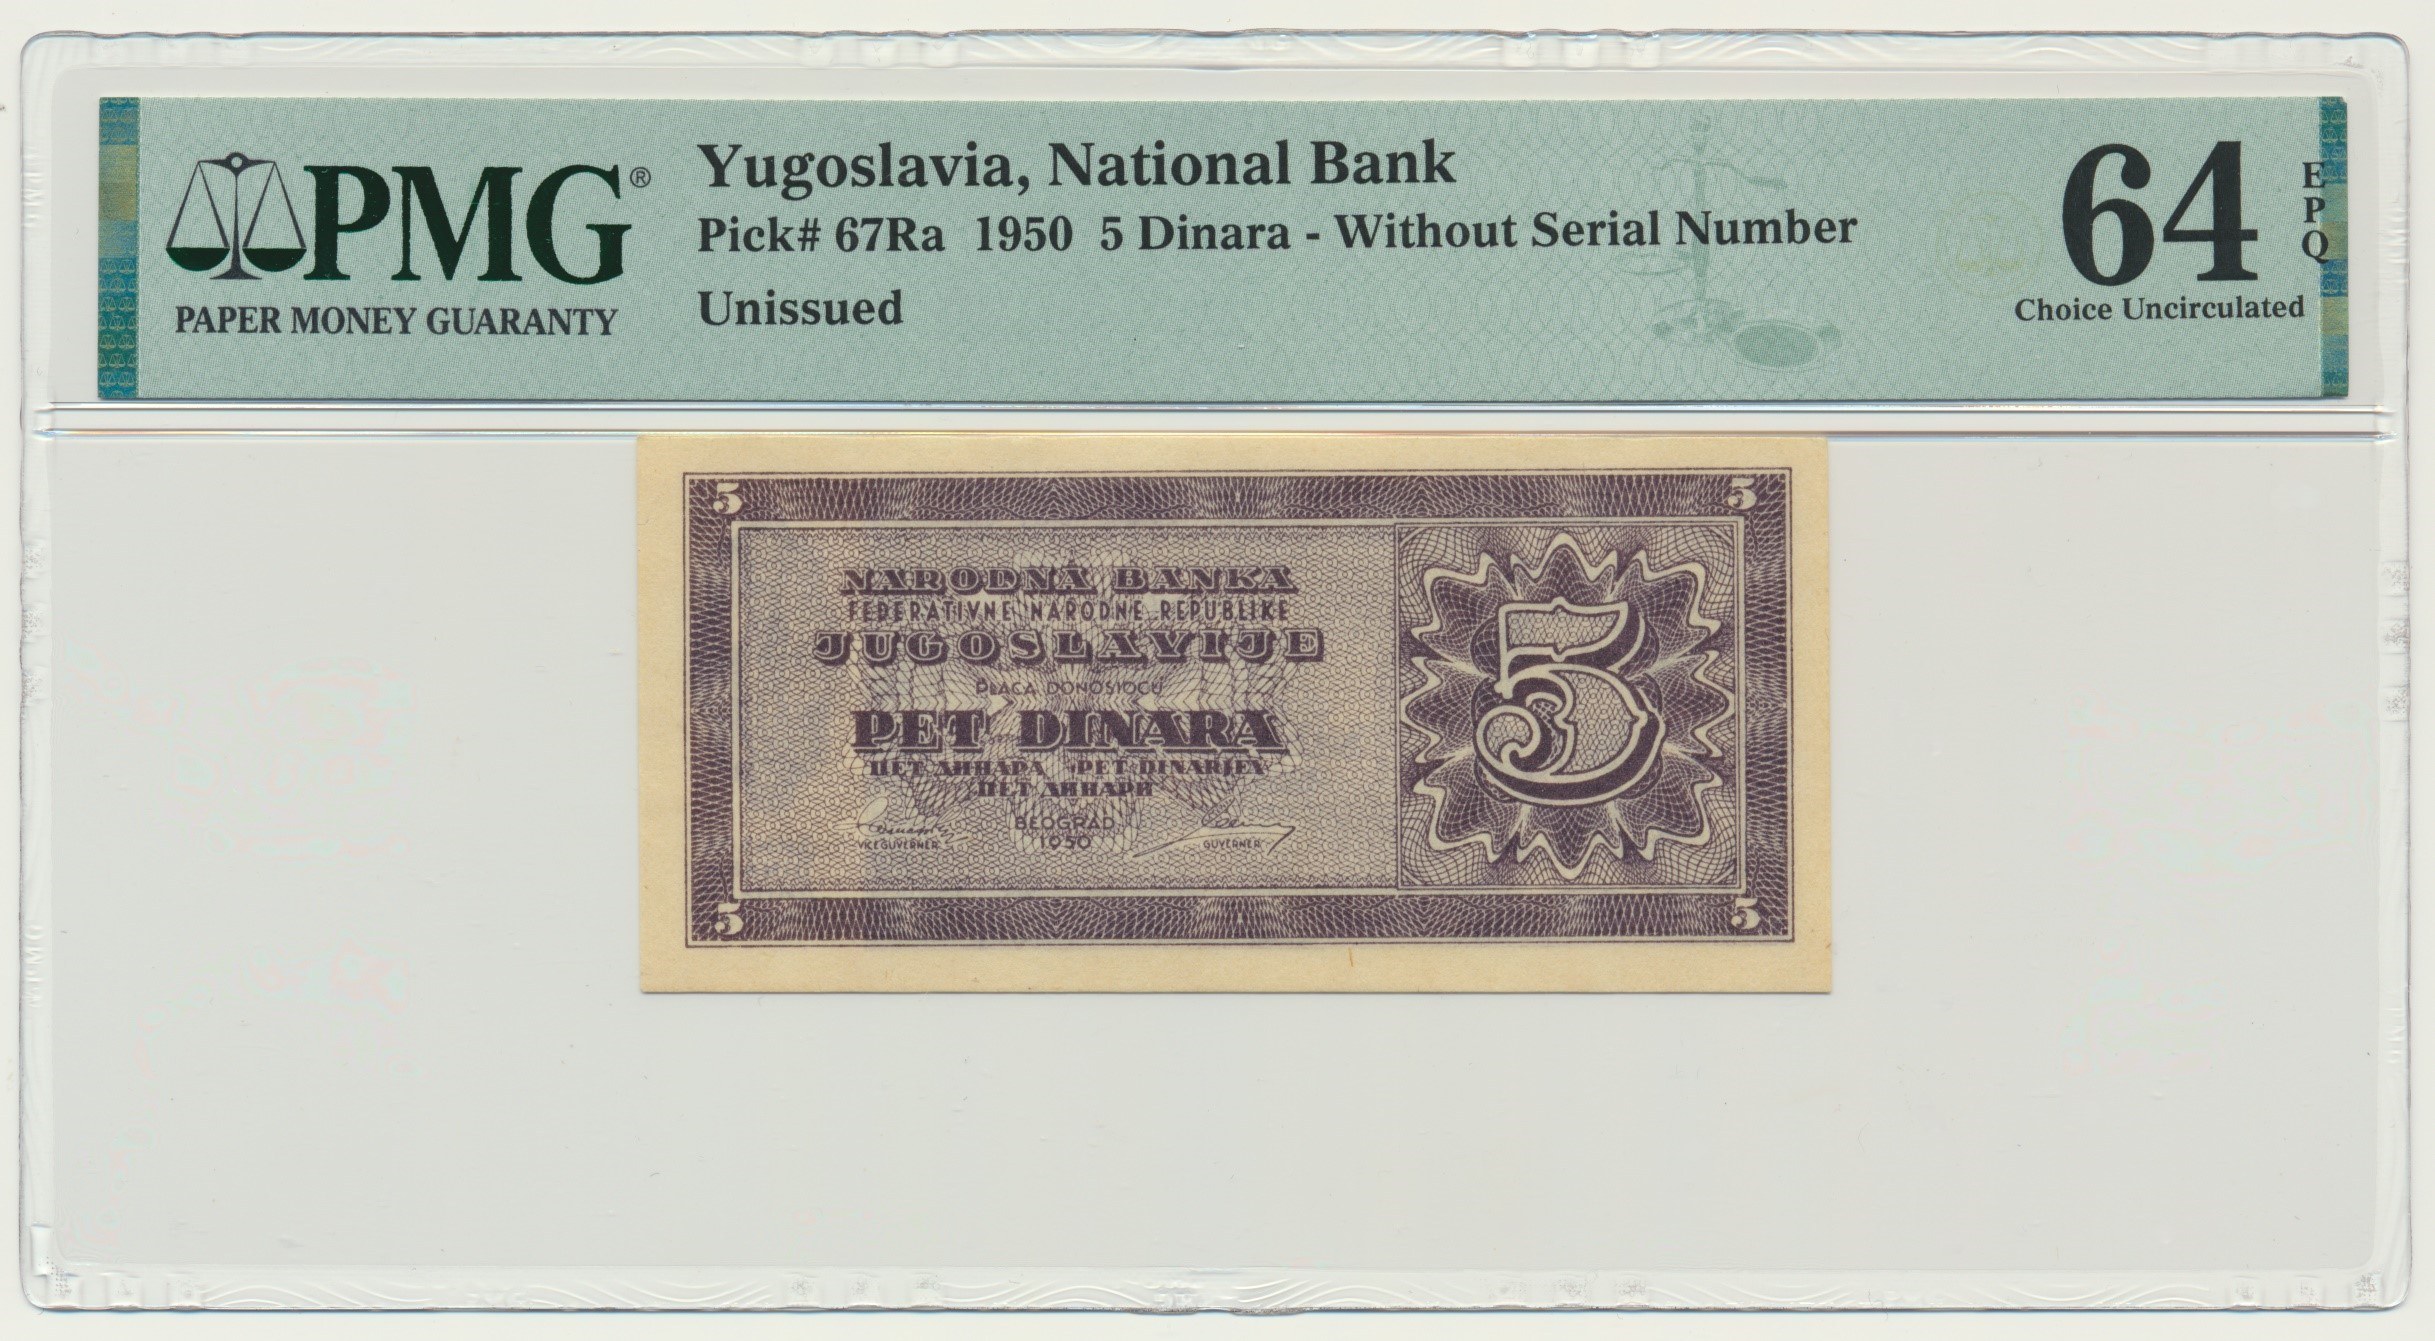 PMG®
PAPER MONEY GUARANTY
Yugoslavia, National Bank
Pick# 67Ra 1950 5 Dinara - Without Serial Number
Unissued
64
EPQ
Choice Uncirculated
5
5
NARODNA BANKA
FEDERATIVNE NARODNE REPUBLIKE
JUGOSLAVIJE
PLAĆA DONOSIOCU
PET DINARA
ПЕТ ДИНАРА PET DINARJEV
ПЕТ ДИНАРИ
BEOGRAD
1950
VICEGUVERNER
GUVERNER
5
5
5